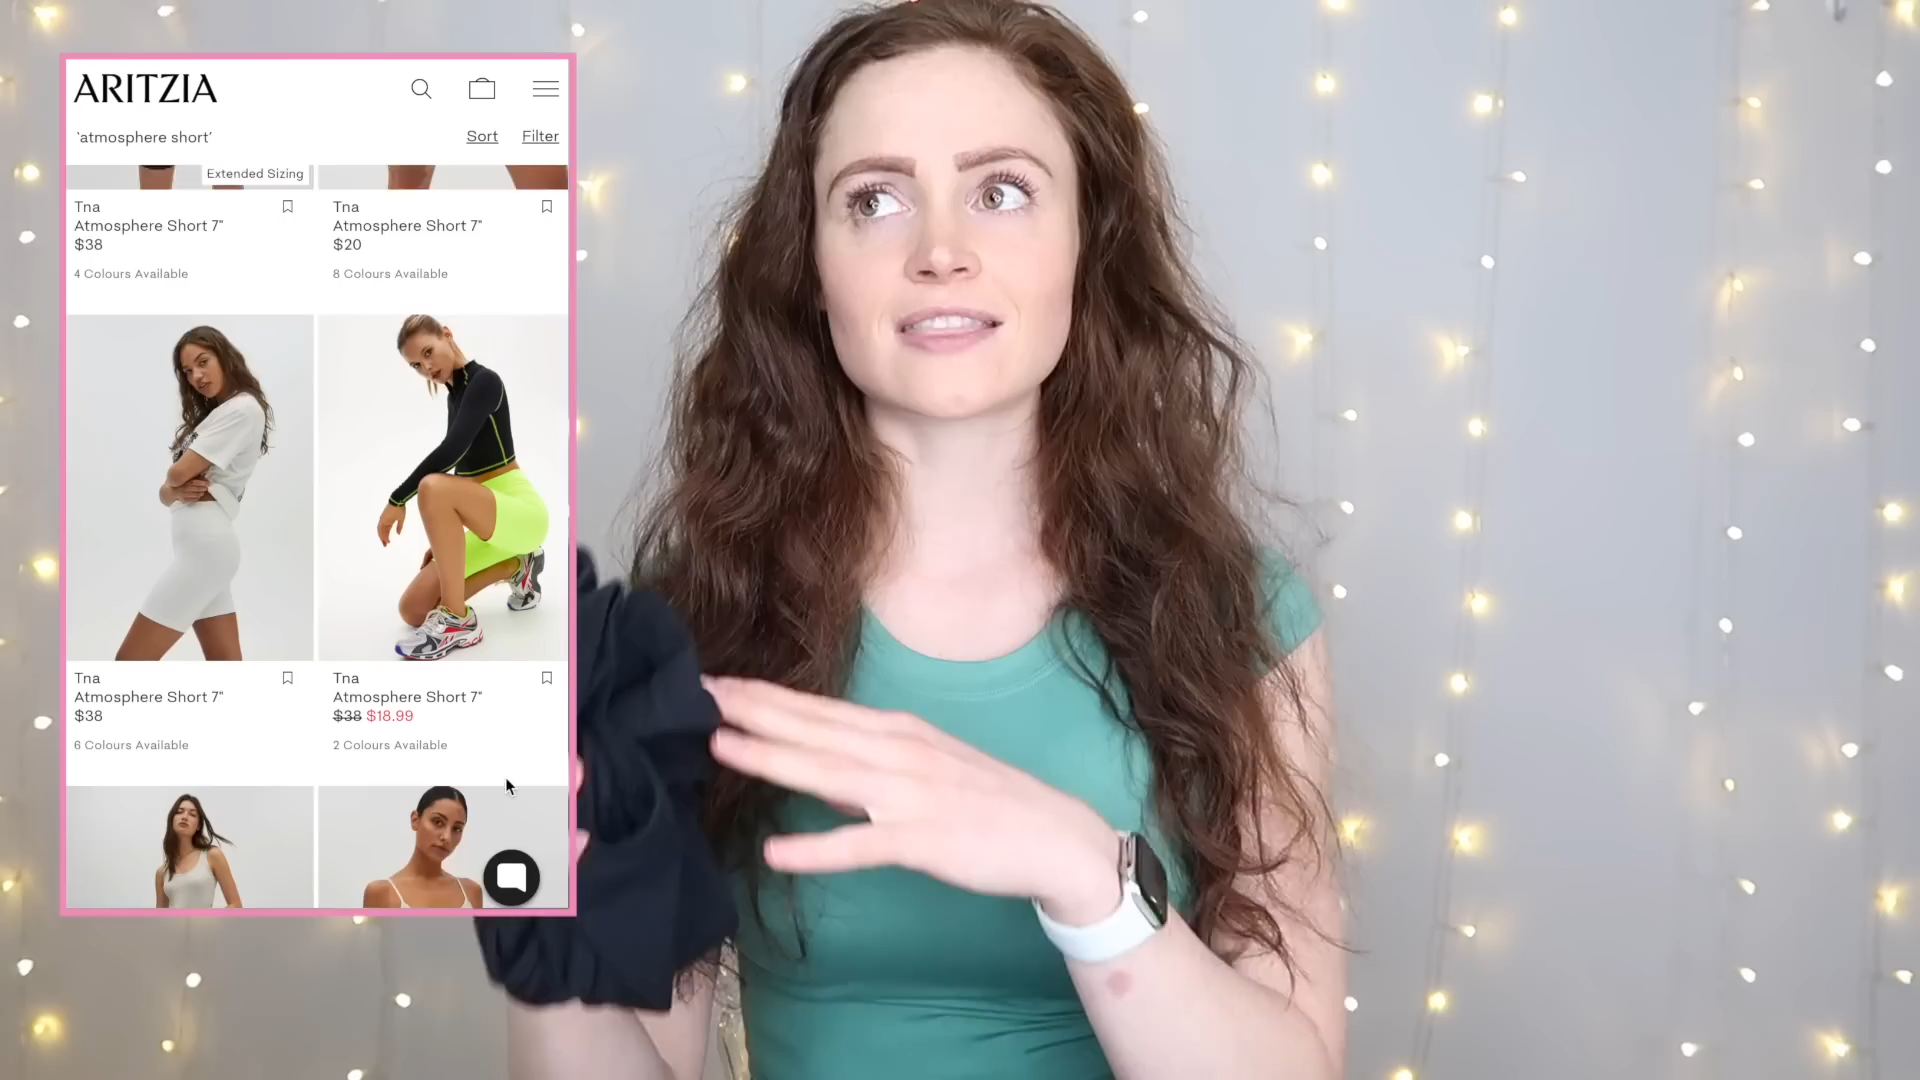 ARITZIA
‘atmosphere short’
Sort
Filter
Extended Sizing
Tna
Atmosphere Short 7"
$38
4 Colours Available
Tna
Atmosphere Short 7"
$20
8 Colours Available
Tna
Atmosphere Short 7"
$38
6 Colours Available
Tna
Atmosphere Short 7"
$38 $18.99
2 Colours Available